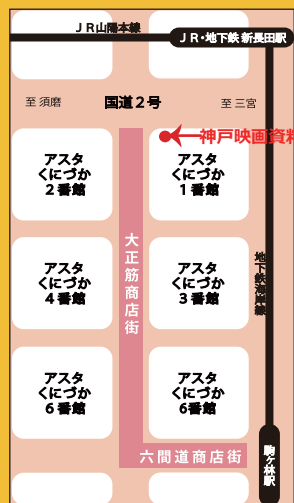 JR山陽本線
JR・地下鉄 新長田駅
至 須磨
国道2号
至 三宮
神戸映画資料
アスタ
くにづか
2番館
アスタ
くにづか
1番館
大正筋商店街
アスタ
くにづか
4番館
アスタ
くにづか
3番館
地下鉄海岸線
アスタ
くにづか
6番館
アスタ
くにづか
6番館
六間道商店街
駒ヶ林駅